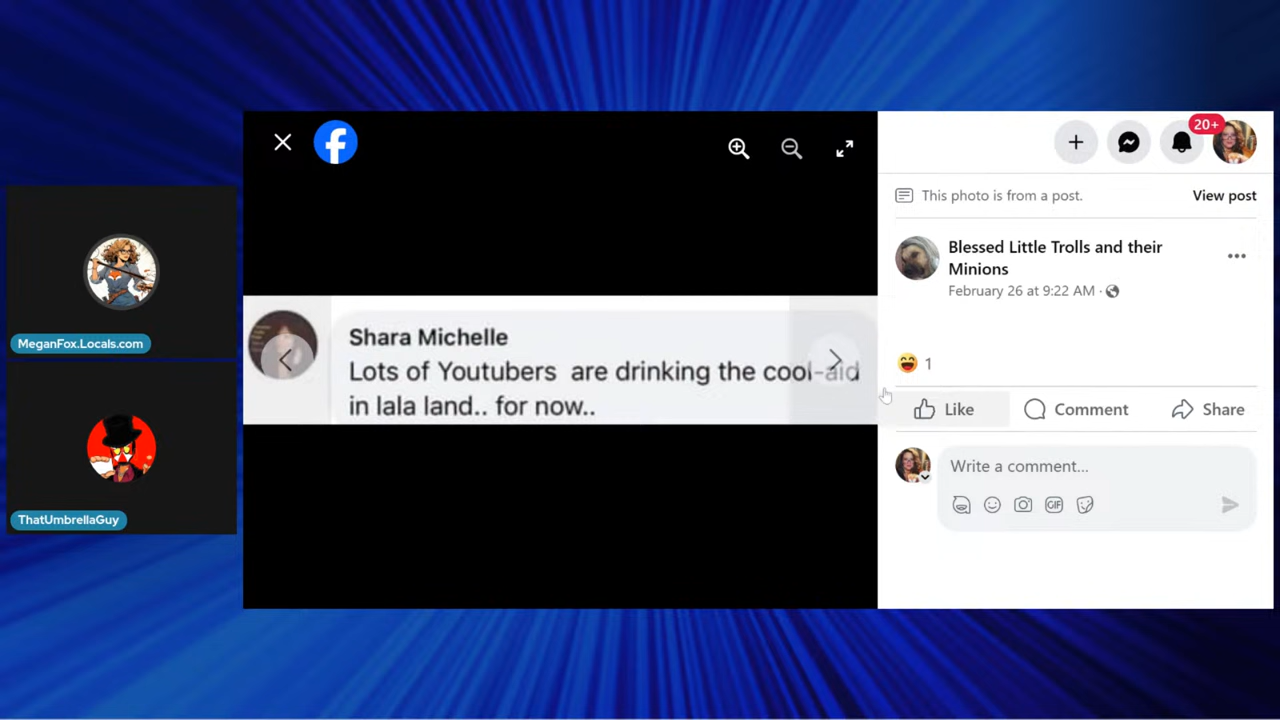 MeganFox.Locals.com
ThatUmbrellaGuy
Shara Michelle
Lots of Youtubers are drinking the cool-aid
in lala land.. for now..
20+
This photo is from a post.
View post
Blessed Little Trolls and their
Minions
February 26 at 9:22 AM ·
1
Like
Comment
Share
Write a comment...
GIF